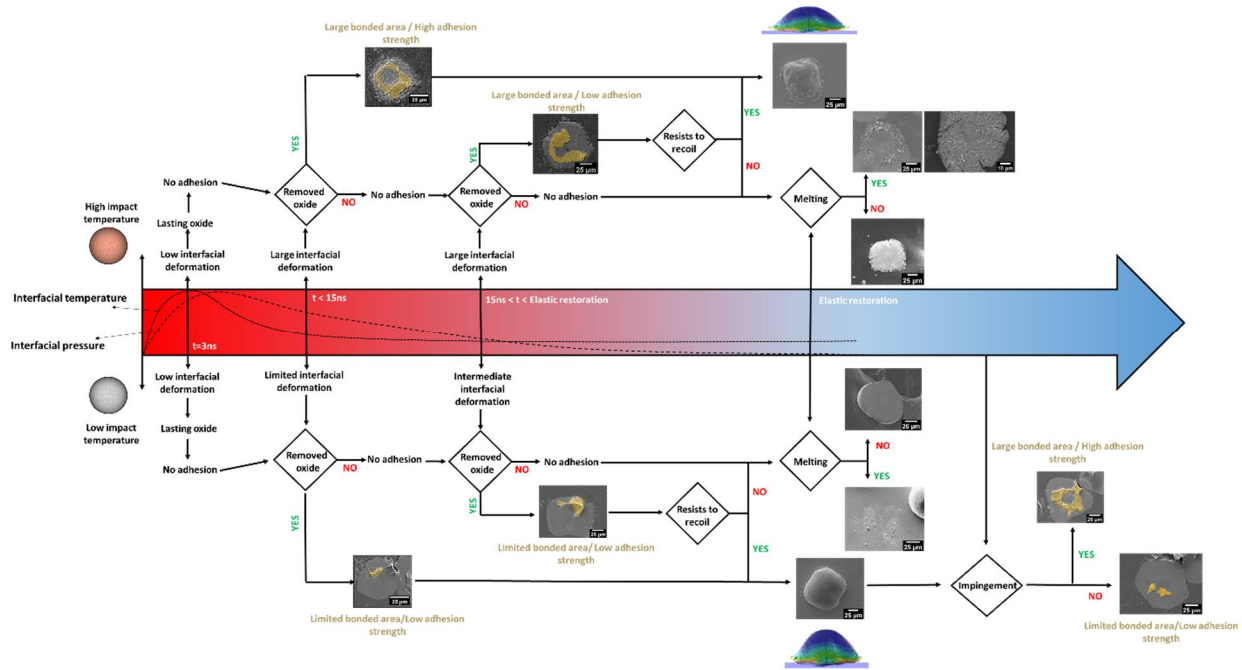 Large bonded area / High adhesion
strength
25 µm
YES
Large bonded area / Low adhesion
strength
25 µm
YES
Resists to
recoil
YES
NO
25 µm
25 µm
10 µm
No adhesion
Removed
oxide
NO
No adhesion
Removed
oxide
NO
No adhesion
Melting
YES
NO
25 µm
High impact
temperature
Lasting oxide
Low interfacial
deformation
Large interfacial
deformation
Large interfacial
deformation
Interfacial temperature
Interfacial pressure
t=3ns
t < 15ns
15ns < t < Elastic restoration
Elastic restoration
Low impact
temperature
Low interfacial
deformation
Limited interfacial
deformation
Intermediate
interfacial
deformation
Lasting oxide
No adhesion
Removed
oxide
NO
No adhesion
Removed
oxide
NO
No adhesion
Melting
25 µm
NO
YES
25 µm
YES
YES
25 µm
Limited bonded area/ Low adhesion
strength
Resists to
recoil
NO
YES
25 µm
Limited bonded area/Low adhesion
strength
25 µm
Impingement
Large bonded area / High adhesion
strength
25 µm
YES
NO
25 µm
Limited bonded area/Low adhesion
strength